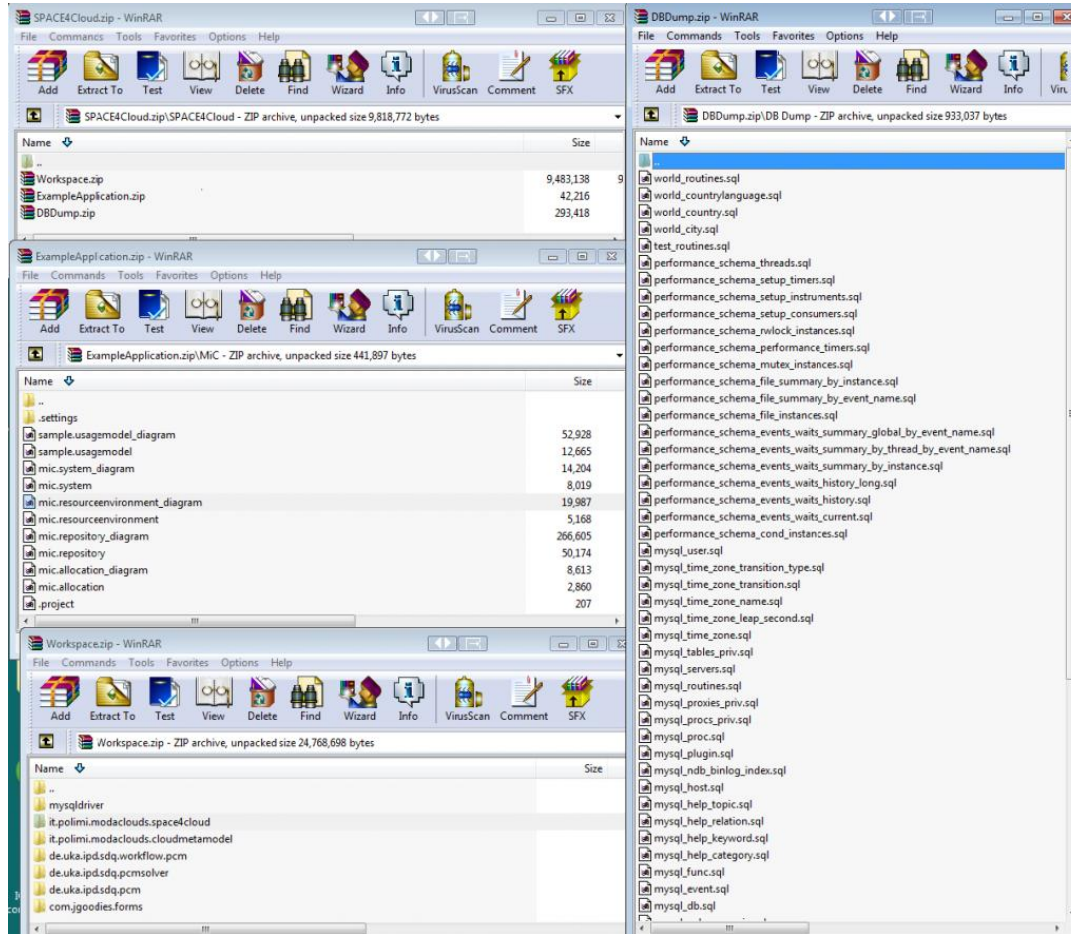 SPACE4Cloud.zip - WinRAR
File Commands Tools Favorites Options Help
Add Extract To Test View Delete Find Wizard Info VirusScan Comment SFX
SPACE4Cloud.zip\SPACE4Cloud - ZIP archive, unpacked size 9,818,772 bytes
Name Size
..
Workspace.zip 9,483,138 9
ExampleApplication.zip 42,216
DBDump.zip 293,418
ExampleApplication.zip - WinRAR
File Commands Tools Favorites Options Help
Add Extract To Test View Delete Find Wizard Info VirusScan Comment SFX
ExampleApplication.zip\MiC - ZIP archive, unpacked size 441,897 bytes
Name Size
..
.settings
sample.usagemodel_diagram 52,928
sample.usagemodel 12,665
mic.system_diagram 14,204
mic.system 8,019
mic.resourceenvironment_diagram 19,987
mic.resourceenvironment 5,168
mic.repository_diagram 266,605
mic.repository 50,174
mic.allocation_diagram 8,613
mic.allocation 2,860
.project 207
Workspace.zip - WinRAR
File Commands Tools Favorites Options Help
Add Extract To Test View Delete Find Wizard Info VirusScan Comment SFX
Workspace.zip - ZIP archive, unpacked size 24,768,698 bytes
Name Size
..
mysqldriver
it.polimi.modaclouds.space4cloud
it.polimi.modaclouds.cloudmetamodel
de.uka.ipd.sdq.workflow.pcm
de.uka.ipd.sdq.pcmsolver
de.uka.ipd.sdq.pcm
com.jgoodies.forms
DBDump.zip - WinRAR
File Commands Tools Favorites Options Help
Add Extract To Test View Delete Find Wizard Info
DBDump.zip\DB Dump - ZIP archive, unpacked size 933,037 bytes
Name
..
world_routines.sql
world_countrylanguage.sql
world_country.sql
world_city.sql
test_routines.sql
performance_schema_threads.sql
performance_schema_setup_timers.sql
performance_schema_setup_instruments.sql
performance_schema_setup_consumers.sql
performance_schema_rwlock_instances.sql
performance_schema_performance_timers.sql
performance_schema_mutex_instances.sql
performance_schema_file_summary_by_instance.sql
performance_schema_file_summary_by_event_name.sql
performance_schema_file_instances.sql
performance_schema_events_waits_summary_global_by_event_name.sql
performance_schema_events_waits_summary_by_thread_by_event_name.sql
performance_schema_events_waits_summary_by_instance.sql
performance_schema_events_waits_history_long.sql
performance_schema_events_waits_history.sql
performance_schema_events_waits_current.sql
performance_schema_cond_instances.sql
mysql_user.sql
mysql_time_zone_transition_type.sql
mysql_time_zone_transition.sql
mysql_time_zone_name.sql
mysql_time_zone_leap_second.sql
mysql_time_zone.sql
mysql_tables_priv.sql
mysql_servers.sql
mysql_routines.sql
mysql_proxies_priv.sql
mysql_procs_priv.sql
mysql_proc.sql
mysql_plugin.sql
mysql_ndb_binlog_index.sql
mysql_host.sql
mysql_help_topic.sql
mysql_help_relation.sql
mysql_help_keyword.sql
mysql_help_category.sql
mysql_func.sql
mysql_event.sql
mysql_db.sql